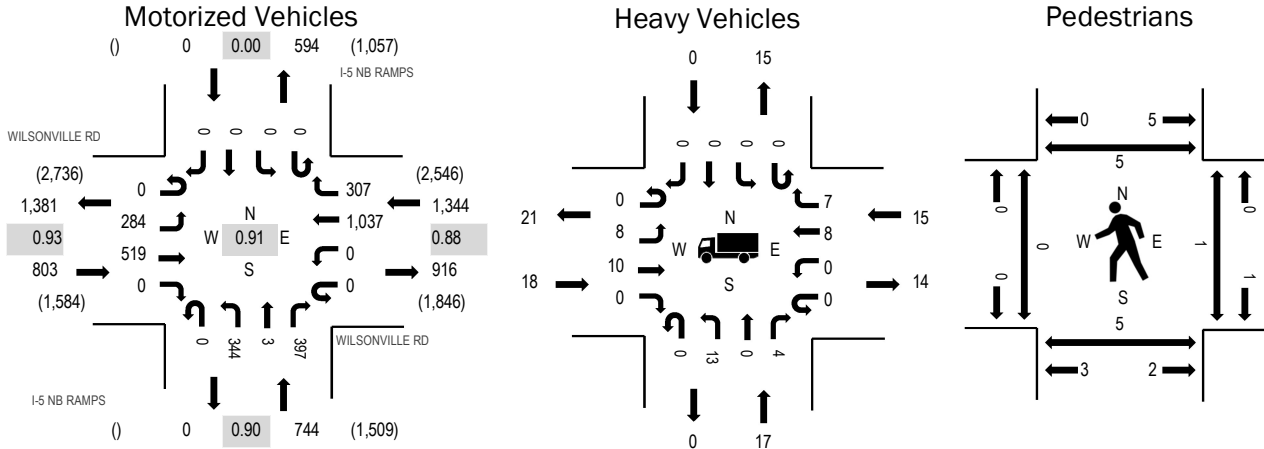 Motorized Vehicles
() 0 0.00 594 (1,057)
I-5 NB RAMPS
0 0 0 0
WILSONVILLE RD
(2,736)
1,381
0.93
803
(1,584)
0
284
519
0
N
W 0.91 E
S
307
1,037
0
0
(2,546)
1,344
0.88
916
(1,846)
0 344 3 397
WILSONVILLE RD
I-5 NB RAMPS
() 0 0.90 744 (1,509)
Heavy Vehicles
0 15
0 0 0 0
21
18
0
8
10
0
N
W E
S
7
8
0
0
15
14
0 13 0 4
0 17
Pedestrians
0 5
5
0
0
0
N
W E
S
1
0
1
5
3 2